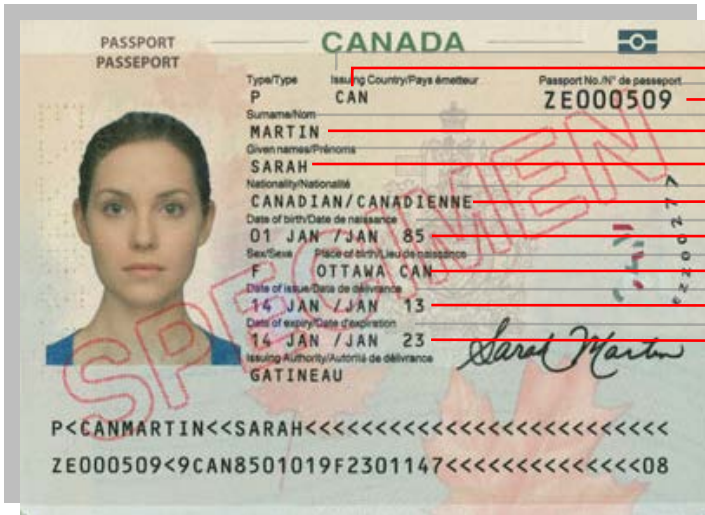 PASSPORT
PASSEPORT
CANADA
Type/Type Issuing Country/Pays émetteur Passport No./N° de passeport
P CAN ZE000509
Surname/Nom
MARTIN
Given names/Prénoms
SARAH
Nationality/Nationalité
CANADIAN/CANADIENNE
Date of birth/Date de naissance
01 JAN /JAN 85
Sex/Sexe Place of birth/Lieu de naissance
F OTTAWA CAN
Date of issue/Date de délivrance
14 JAN /JAN 13
Date of expiry/Date d'expiration
14 JAN /JAN 23
Issuing Authority/Autorité de délivrance
GATINEAU
Sarah Martin
SPECIMEN
P<CANMARTIN<<SARAH<<<<<<<<<<<<<<<<<<<<<<<<<<
ZE000509<9CAN8501019F2301147<<<<<<<<<<<<<<08